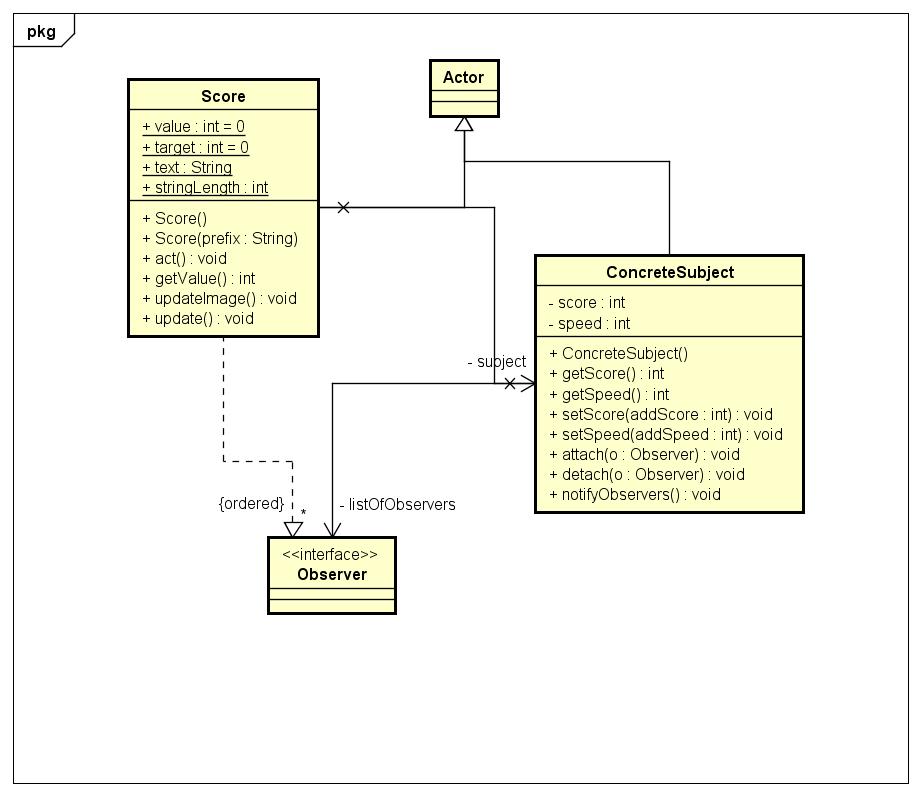 pkg
Score
+ value : int = 0
+ target : int = 0
+ text : String
+ stringLength : int
+ Score()
+ Score(prefix : String)
+ act() : void
+ getValue() : int
+ updateImage() : void
+ update() : void
Actor
ConcreteSubject
- score : int
- speed : int
+ ConcreteSubject()
+ getScore() : int
+ getSpeed() : int
+ setScore(addScore : int) : void
+ setSpeed(addSpeed : int) : void
+ attach(o : Observer) : void
+ detach(o : Observer) : void
+ notifyObservers() : void
- subject
{ordered}
*
- listOfObservers
<<interface>>
Observer